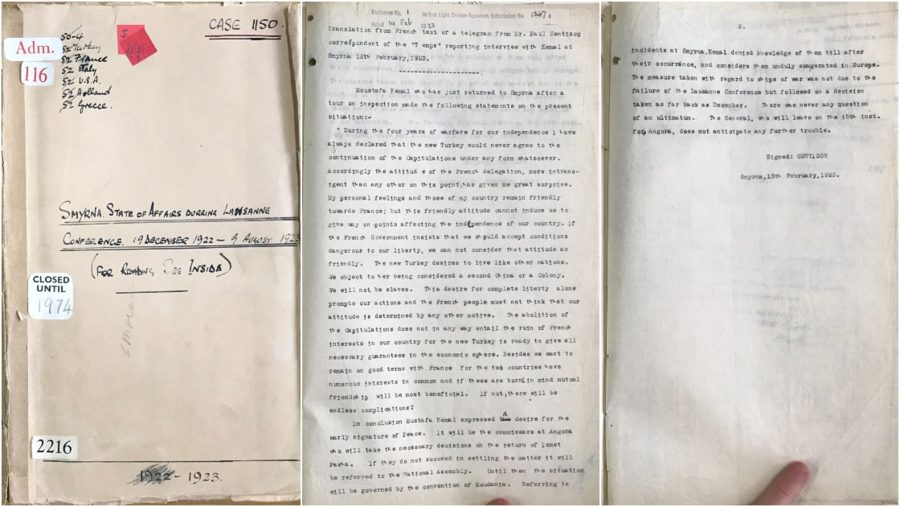 CASE 1150.
50-4
52 Turkey
52 France
52 Italy
52 U.S.A.
52 Holland
52 Greece.
Adm.
116
SMYRNA. STATE OF AFFAIRS DURING LAUSANNE
CONFERENCE. 19 DECEMBER 1922 - 9 AUGUST 1923
(FOR READING SEE INSIDE)
CLOSED
UNTIL
1974
2216
1922 - 1923.
Enclosure No. 1 to 3rd Light Cruiser Squadron Submission No.
dated 14 Feb 1923
Translation from French text of a telegram from Mr. Paul Gentizon
correspondent of the "Temps" reporting interview with Kemal at
Smyrna 12th February, 1923.
Moustafa Kemal who has just returned to Smyrna after a
tour on inspection made the following statements on the present
situation:-
" During the four years of warfare for our independence I have
always declared that the new Turkey would never agree to the
continuation of the Capitulations under any form whatsoever.
Accordingly the attitude of the French delegation, more intrans-
igent than any other on this point, has given me great surprise.
My personal feelings and those of my country remain friendly
towards France; but this friendly attitude cannot induce us to
give way on points affecting the independence of our country. If
the French Government insists that we should accept conditions
dangerous to our liberty, we can not consider that attitude as
friendly. The new Turkey desires to live like other nations.
We object to her being considered a second China or a Colony.
We will not be slaves. This desire for complete liberty alone
prompts our actions and the French people must not think that our
attitude is determined by any other motive. The abolition of
the Capitulations does not in any way entail the ruin of French
interests in our country for the new Turkey is ready to give all
necessary guarantees in the economic sphere. Besides we want to
remain on good terms with France for the two countries have
numerous interests in common and if these are born in mind mutual
friendship will be most beneficial. If not, there will be
endless complications?
In conclusion Mustafa Kemal expressed A desire for the
early signature of Peace. It will be the commissars at Angora
who will take the necessary decisions on the return of Ismet
Pasha. If they do not succeed in settling the matter it will
be referred to the National Assembly. Until then the situation
will be governed by the convention of Moudania. Referring to
2.
incidents at Smyrna, Kemal denied knowledge of them till after
their occurrence, and considers them unduly exagerated in Europe.
The measure taken with regard to ships of war was not due to the
failure of the Lausanne Conference but followed on a decision
taken as far back as December. There was never any question
of an ultimatum. The General, who will leave on the 18th inst.
for Angora, does not anticipate any further trouble.
Signed: GENTIZON
Smyrna, 13th February, 1923.